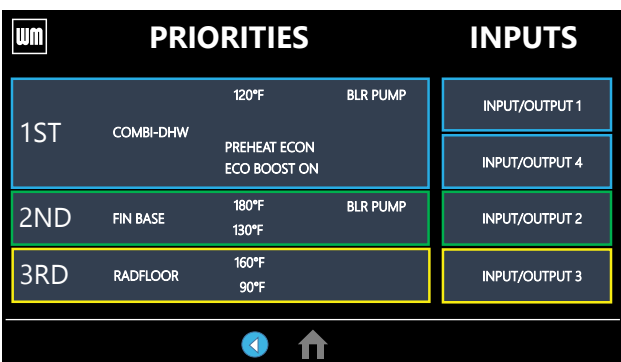 WM
PRIORITIES
INPUTS
1ST
COMBI-DHW
120°F
BLR PUMP
PREHEAT ECON
ECO BOOST ON
INPUT/OUTPUT 1
INPUT/OUTPUT 4
2ND
FIN BASE
180°F
BLR PUMP
130°F
INPUT/OUTPUT 2
3RD
RADFLOOR
160°F
90°F
INPUT/OUTPUT 3